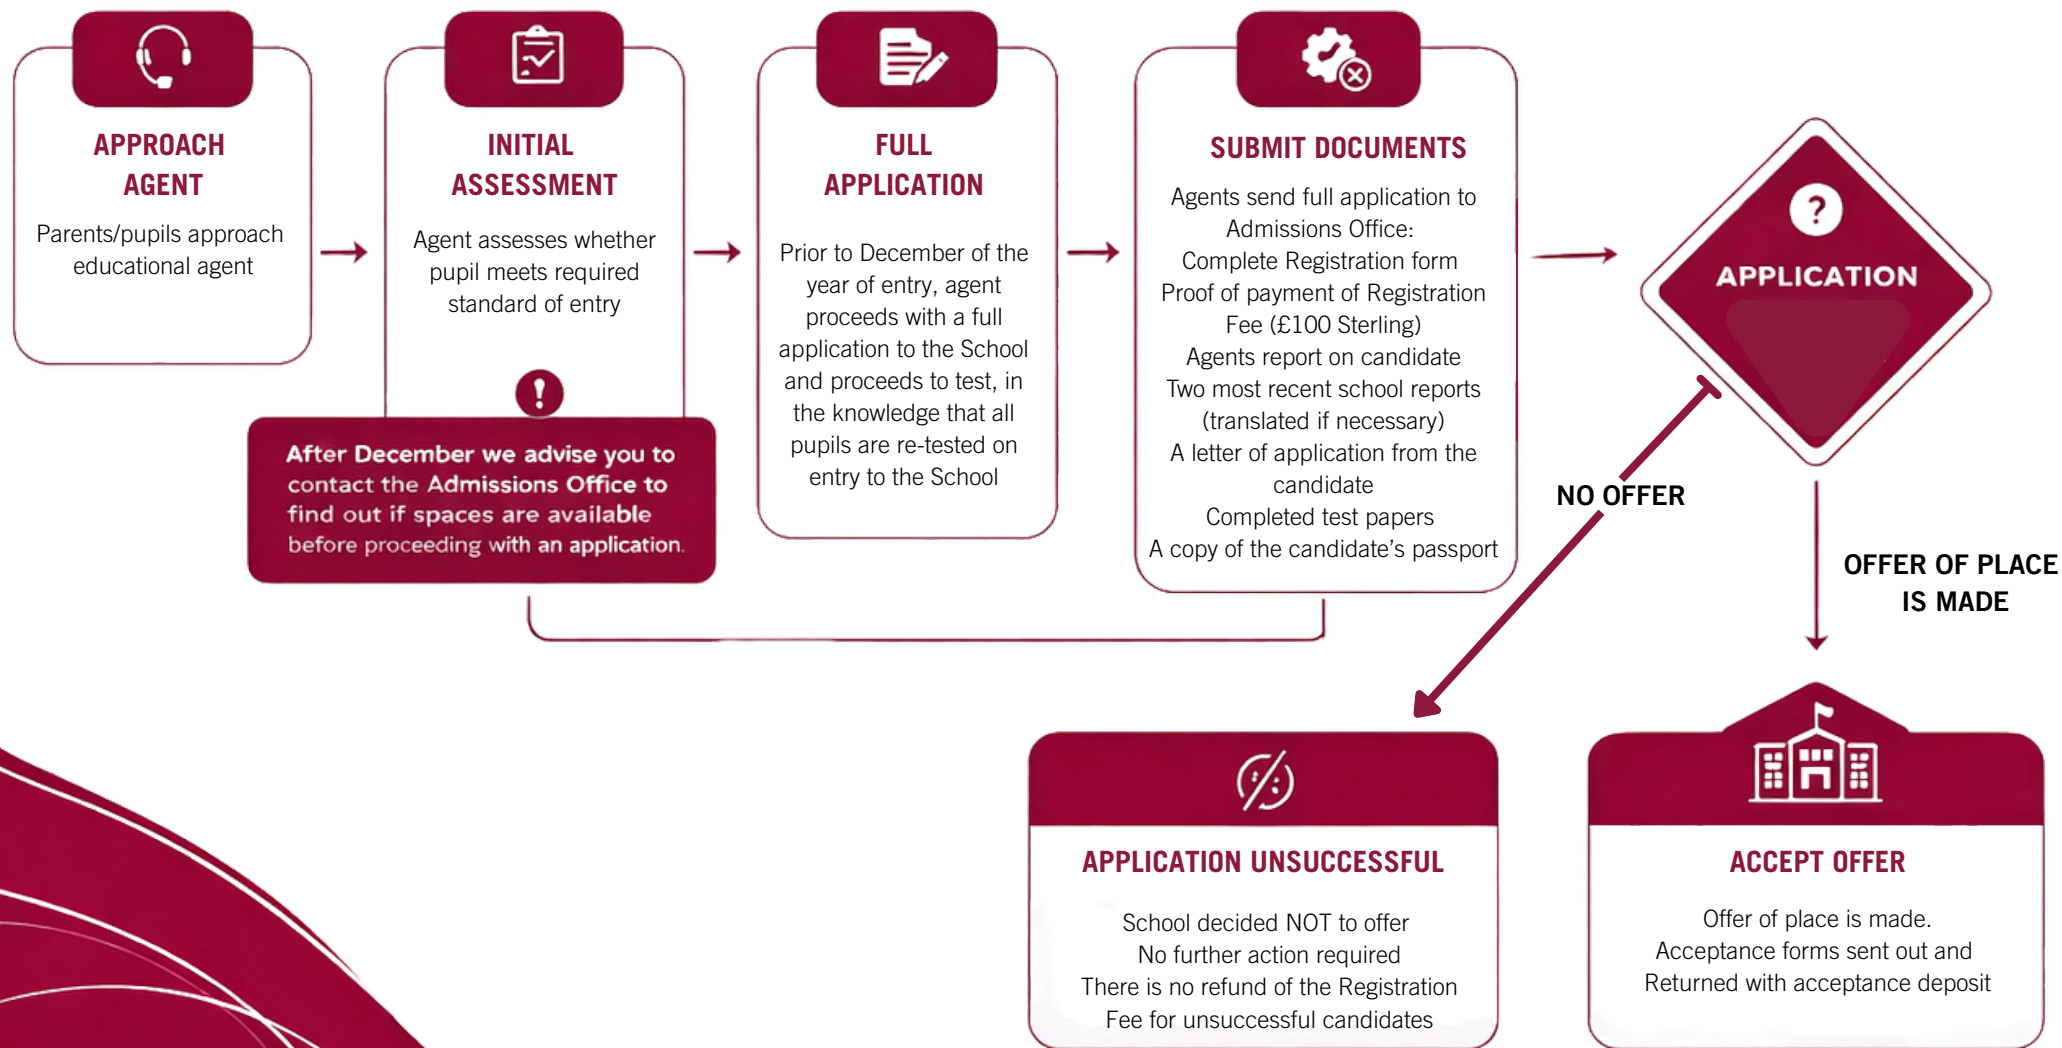 APPROACH
AGENT
Parents/pupils approach
educational agent
INITIAL
ASSESSMENT
Agent assesses whether
pupil meets required
standard of entry
!
After December we advise you to
contact the Admissions Office to
find out if spaces are available
before proceeding with an application.
FULL
APPLICATION
Prior to December of the
year of entry, agent
proceeds with a full
application to the School
and proceeds to test, in
the knowledge that all
pupils are re-tested on
entry to the School
SUBMIT DOCUMENTS
Agents send full application to
Admissions Office:
Complete Registration form
Proof of payment of Registration
Fee (£100 Sterling)
Agents report on candidate
Two most recent school reports
(translated if necessary)
A letter of application from the
candidate
Completed test papers
A copy of the candidate's passport
?
APPLICATION
NO OFFER
OFFER OF PLACE
IS MADE
APPLICATION UNSUCCESSFUL
School decided NOT to offer
No further action required
There is no refund of the Registration
Fee for unsuccessful candidates
ACCEPT OFFER
Offer of place is made.
Acceptance forms sent out and
Returned with acceptance deposit